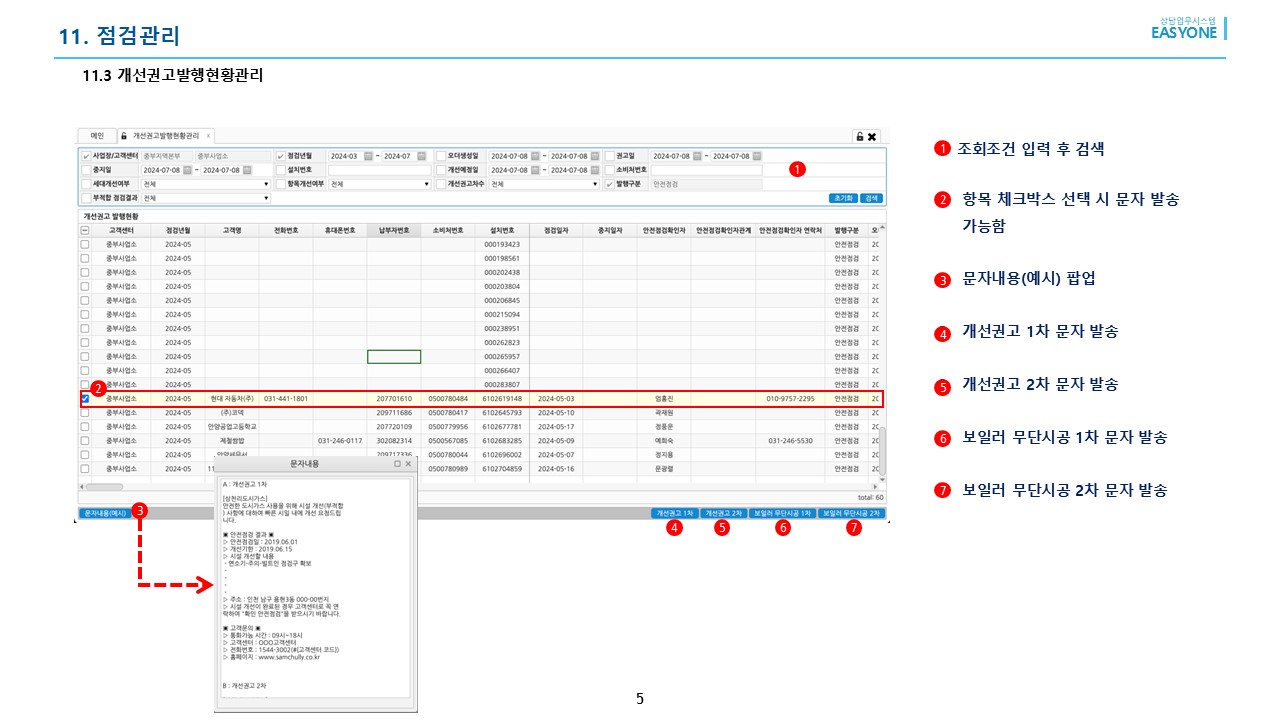 11. 점검관리
상담업무시스템
EASYONE
11.3 개선권고발행현황관리
메인 개선권고발행현황관리 x
사업장/고객센터 중부지역본부 중부사업소 점검년월 2024-03 ~ 2024-07 오더생성일 2024-07-08 ~ 2024-07-08 권고일 2024-07-08 ~ 2024-07-08
중지일 2024-07-08 ~ 2024-07-08 설치번호 개선예정일 2024-07-08 ~ 2024-07-08 소비처번호
세대개선여부 전체 항목개선여부 전체 개선권고차수 전체 발행구분 안전점검
부적합 점검결과 전체 초기화 검색
1
개선권고 발행현황
고객센터 점검년월 고객명 전화번호 휴대폰번호 납부자번호 소비처번호 설치번호 점검일자 중지일자 안전점검확인자 안전점검확인자관계 안전점검확인자 연락처 발행구분 오
중부사업소 2024-05 000193423 안전점검 20
중부사업소 2024-05 000198561 안전점검 20
중부사업소 2024-05 000202438 안전점검 20
중부사업소 2024-05 000203804 안전점검 20
중부사업소 2024-05 000206845 안전점검 20
중부사업소 2024-05 000215094 안전점검 20
중부사업소 2024-05 000238951 안전점검 20
중부사업소 2024-05 000262823 안전점검 20
중부사업소 2024-05 000265957 안전점검 20
중부사업소 2024-05 000266407 안전점검 20
중부사업소 2024-05 000283807 안전점검 20
2
중부사업소 2024-05 현대 자동차(주) 031-441-1801 207701610 0500780484 6102619148 2024-05-03 엄홍진 010-9757-2295 안전점검 20
중부사업소 2024-05 (주)코덱 209711686 0500780417 6102645793 2024-05-10 곽재원 안전점검 20
중부사업소 2024-05 안양공업고등학교 207720109 0500779956 6102677781 2024-05-17 정품운 안전점검 20
중부사업소 2024-05 제철쌈밥 031-246-0117 302082314 0500567085 6102683285 2024-05-09 예희숙 031-246-5530 안전점검 20
중부사업소 2024-05 안양세무서 209717336 0500780044 6102696002 2024-05-07 정지용 안전점검 20
중부사업소 2024-05 11 0500780989 6102704859 2024-05-16 문광렬 안전점검 20
total: 60
문자내용(예시) 3 개선권고 1차 개선권고 2차 보일러 무단시공 1차 보일러 무단시공 2차
4 5 6 7
문자내용
A : 개선권고 1차
[삼천리도시가스]
안전한 도시가스 사용을 위해 시설 개선(부적합
) 사항에 대하여 빠른 시일 내에 개선 요청드립
니다.
▣ 안전점검 결과 ▣
▷ 안전점검일 : 2019.06.01
▷ 개선기한 : 2019.06.15
▷ 시설 개선할 내용
- 연소기-주의-빌트인 점검구 확보
-
-
-
-
▷ 주소 : 인천 남구 용현3동 000-00번지
▷ 시설 개선이 완료된 경우 고객센터로 꼭 연
락하여 "확인 안전점검"을 받으시기 바랍니다.
▣ 고객문의 ▣
▷ 통화가능 시간 : 09시~18시
▷ 고객센터 : OOO고객센터
▷ 전화번호 : 1544-3002(#[고객센터 코드])
▷ 홈페이지 : www.samchully.co.kr
B : 개선권고 2차
1 조회조건 입력 후 검색
2 항목 체크박스 선택 시 문자 발송
가능함
3 문자내용(예시) 팝업
4 개선권고 1차 문자 발송
5 개선권고 2차 문자 발송
6 보일러 무단시공 1차 문자 발송
7 보일러 무단시공 2차 문자 발송
5